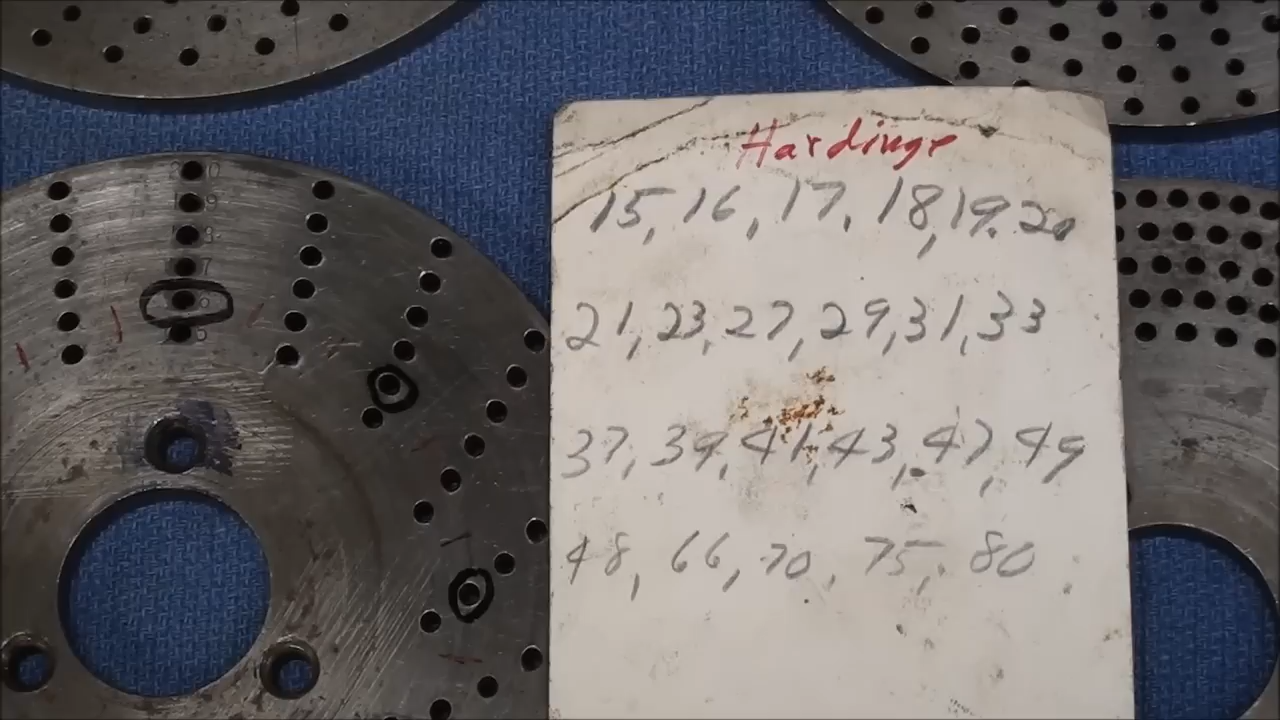 Hardinge
15, 16, 17, 18, 19, 20
21, 23, 27, 29, 31, 33
37, 39, 41, 43, 47, 49
48, 66, 70, 75, 80